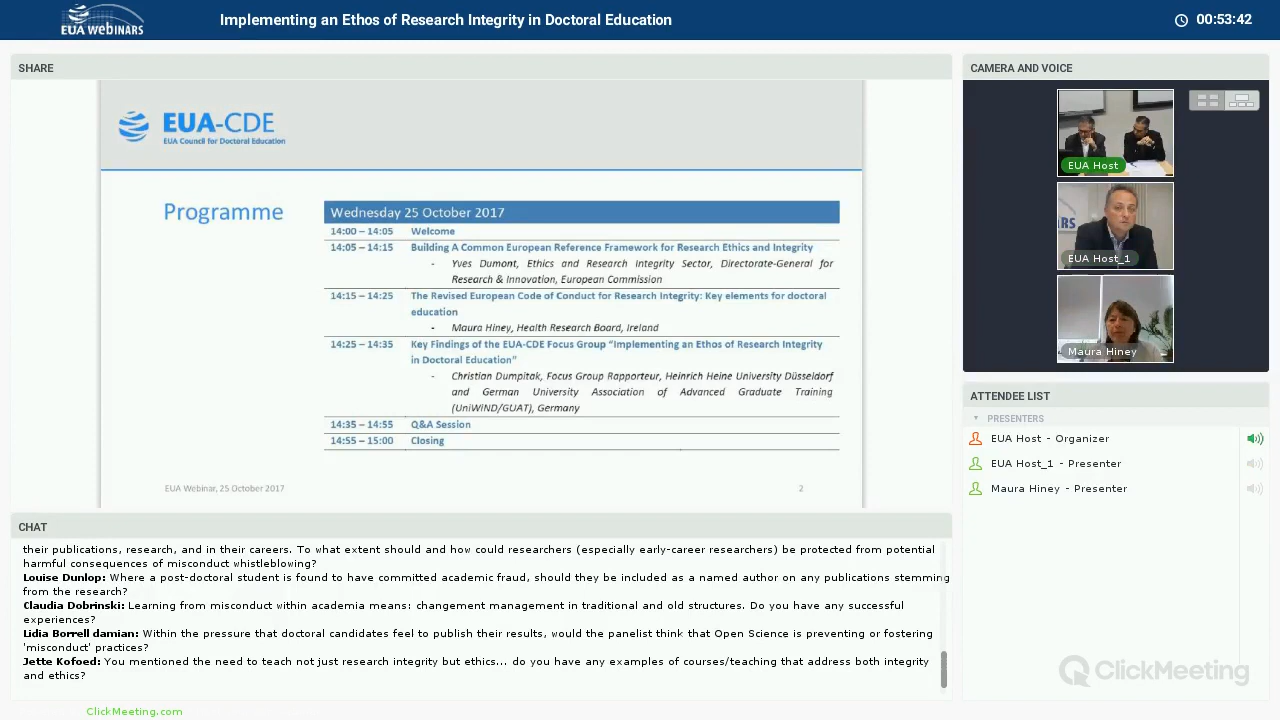 EUA WEBINARS
Implementing an Ethos of Research Integrity in Doctoral Education
00:53:42
SHARE
EUA-CDE
EUA Council for Doctoral Education
Programme
Wednesday 25 October 2017
14:00 – 14:05 Welcome
14:05 – 14:15 Building A Common European Reference Framework for Research Ethics and Integrity
- Yves Dumont, Ethics and Research Integrity Sector, Directorate-General for
Research & Innovation, European Commission
14:15 – 14:25 The Revised European Code of Conduct for Research Integrity: Key elements for doctoral
education
- Maura Hiney, Health Research Board, Ireland
14:25 – 14:35 Key Findings of the EUA-CDE Focus Group "Implementing an Ethos of Research Integrity
in Doctoral Education"
- Christian Dumpitak, Focus Group Rapporteur, Heinrich Heine University Düsseldorf
and German University Association of Advanced Graduate Training
(UniWiND/GUAT), Germany
14:35 – 14:55 Q&A Session
14:55 – 15:00 Closing
EUA Webinar, 25 October 2017
2
CHAT
their publications, research, and in their careers. To what extent should and how could researchers (especially early-career researchers) be protected from potential
harmful consequences of misconduct whistleblowing?
Louise Dunlop: Where a post-doctoral student is found to have committed academic fraud, should they be included as a named author on any publications stemming
from the research?
Claudia Dobrinski: Learning from misconduct within academia means: changement management in traditional and old structures. Do you have any successful
experiences?
Lidia Borrell damian: Within the pressure that doctoral candidates feel to publish their results, would the panelist think that Open Science is preventing or fostering
'misconduct' practices?
Jette Kofoed: You mentioned the need to teach not just research integrity but ethics... do you have any examples of courses/teaching that address both integrity
and ethics?
ClickMeeting.com
CAMERA AND VOICE
EUA Host
ARS
EUA Host_1
Maura Hiney
ATTENDEE LIST
PRESENTERS
EUA Host - Organizer
EUA Host_1 - Presenter
Maura Hiney - Presenter
ClickMeeting